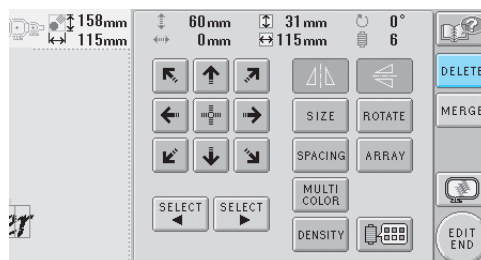 158mm 60mm 31mm 0°
115mm 0mm 115mm 6
DELETE
SIZE ROTATE MERGE
SPACING ARRAY
MULTI
COLOR
SELECT SELECT
DENSITY
EDIT
END